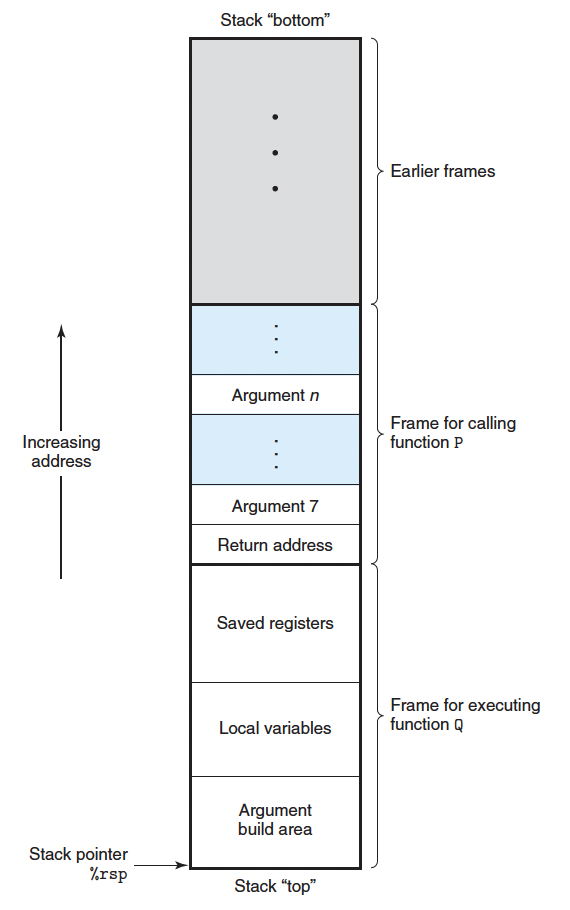 Stack “bottom”
Earlier frames
Argument n
Frame for calling
function P
Increasing
address
Argument 7
Return address
Saved registers
Frame for executing
function Q
Local variables
Argument
build area
Stack pointer
%rsp
Stack “top”